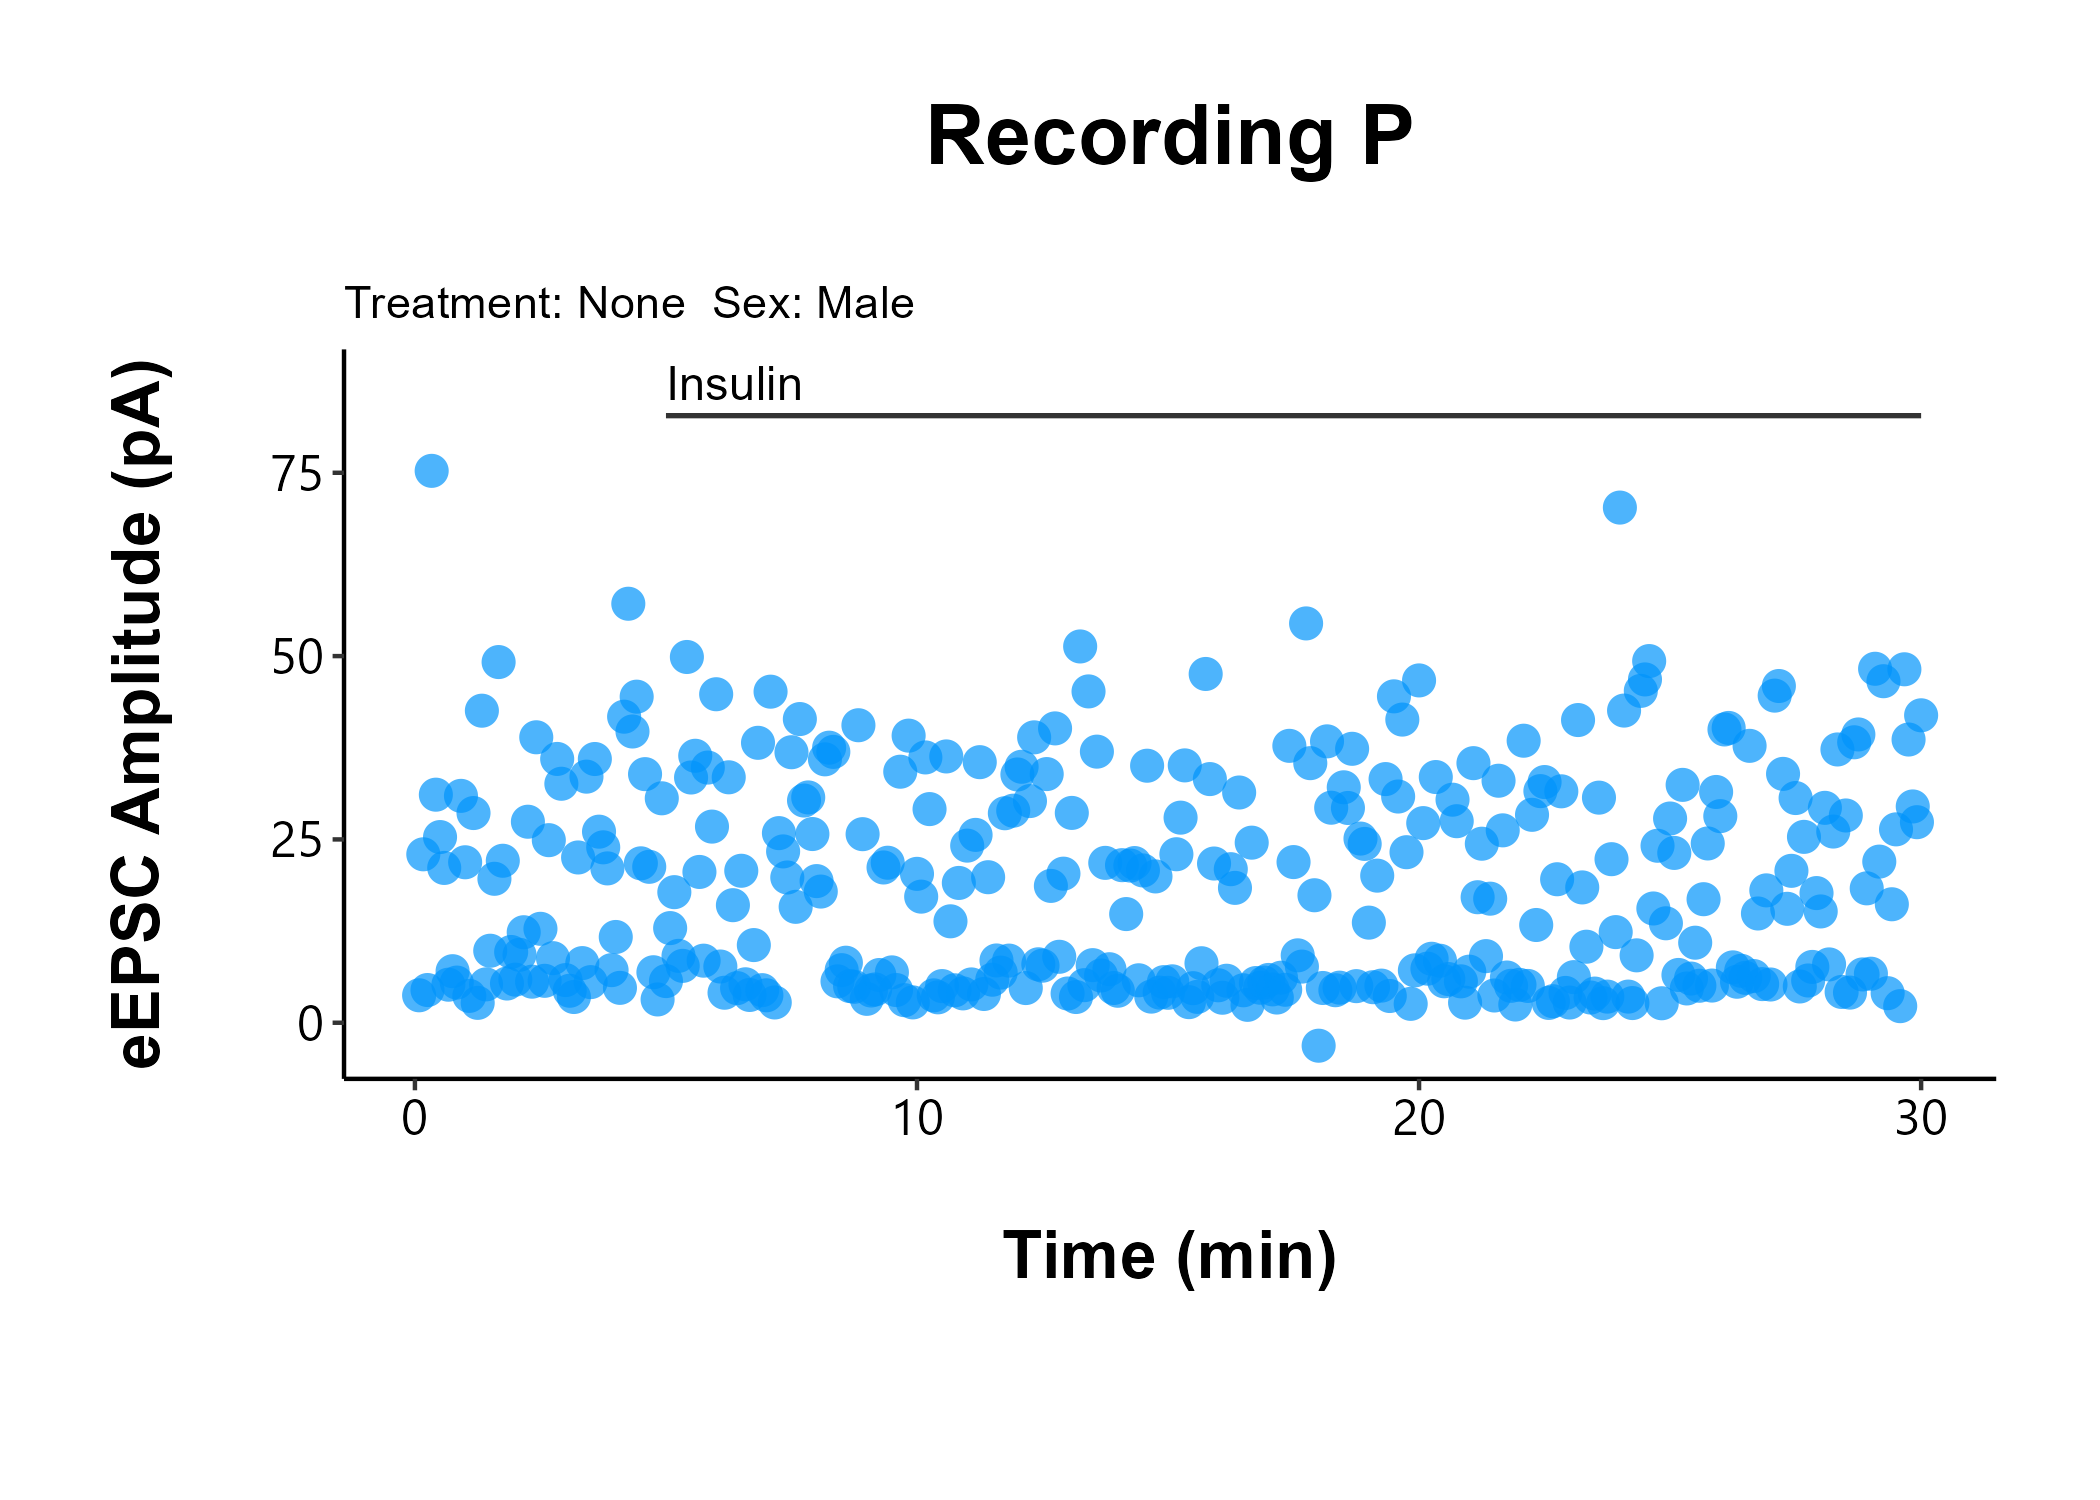 Recording P
Treatment: None  Sex: Male
Insulin
eEPSC Amplitude (pA)
75
50
25
0
0 10 20 30
Time (min)